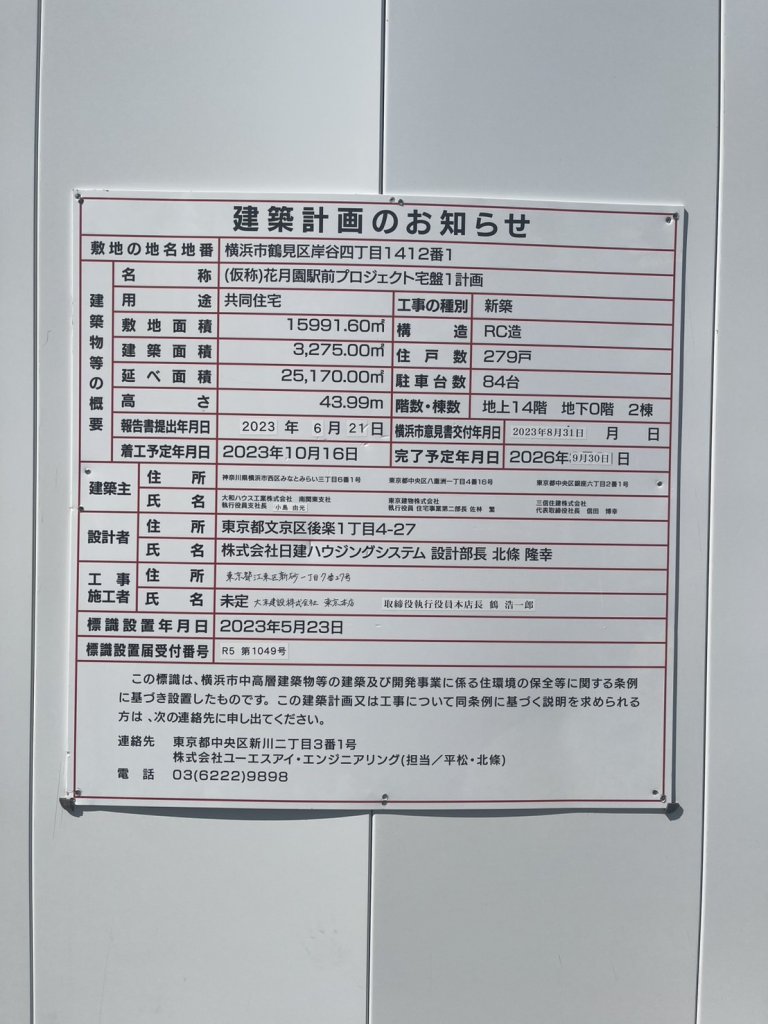 建築計画のお知らせ
敷地の地名地番 横浜市鶴見区岸谷四丁目1412番1
建築物等の概要
名称 (仮称)花月園駅前プロジェクト宅盤1計画
用途 共同住宅 工事の種別 新築
敷地面積 15991.60㎡ 構造 RC造
建築面積 3,275.00㎡ 住戸数 279戸
延べ面積 25,170.00㎡ 駐車台数 84台
高さ 43.99m 階数・棟数 地上14階 地下0階 2棟
報告書提出年月日 2023年6月21日 横浜市意見書交付年月日 2023年8月31日 月 日
着工予定年月日 2023年10月16日 完了予定年月日 2026年9月30日 日
建築主 住所 神奈川県横浜市西区みなとみらい三丁目6番1号 東京都中央区八重洲一丁目4番16号 東京都中央区銀座六丁目2番1号
氏名 大和ハウス工業株式会社 南関東支社 東京建物株式会社 三信住建株式会社
執行役員支社長 小島 由光 執行役員 住宅事業第二部長 佐林 繁 代表取締役社長 信田 博幸
設計者 住所 東京都文京区後楽1丁目4-27
氏名 株式会社日建ハウジングシステム 設計部長 北條 隆幸
工事施工者 住所 東京都江東区新砂一丁目7番27号
氏名 未定 大末建設株式会社 東京本店 取締役執行役員本店長 鶴 浩一郎
標識設置年月日 2023年5月23日
標識設置届受付番号 R5 第1049号
この標識は、横浜市中高層建築物等の建築及び開発事業に係る住環境の保全等に関する条例
に基づき設置したものです。この建築計画又は工事について同条例に基づく説明を求められる
方は、次の連絡先に申し出てください。
連絡先 東京都中央区新川二丁目3番1号
株式会社ユーエスアイ・エンジニアリング(担当/平松・北條)
電話 03(6222)9898